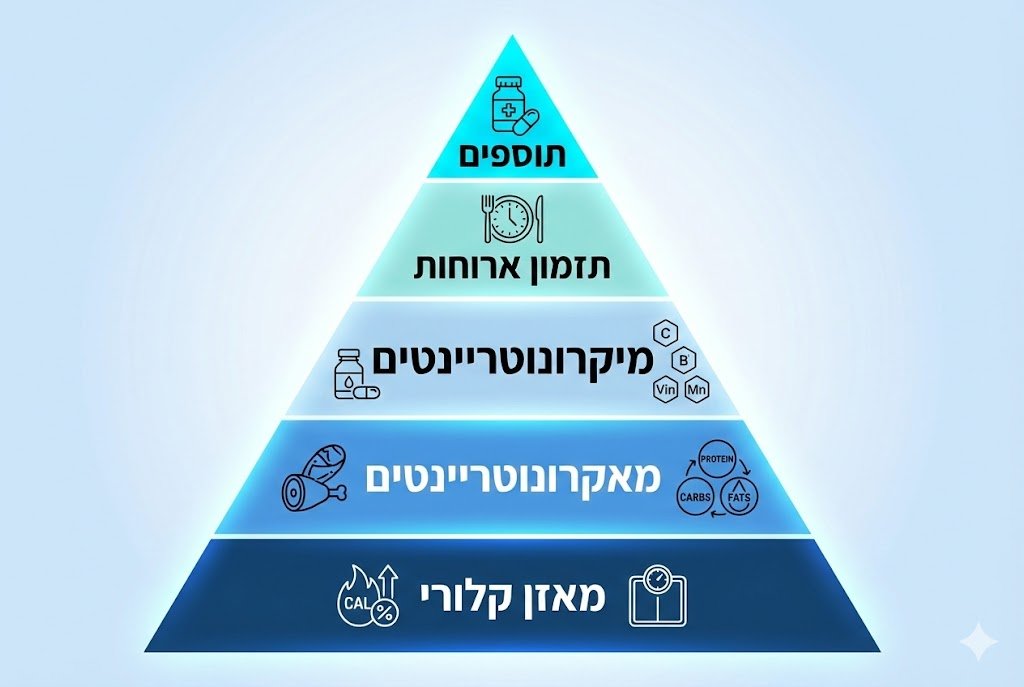 תוספים
תזמון ארוחות
מיקרונוטריינטים
C
B
Vin
Mn
מאקרונוטריינטים
PROTEIN
CARBS
FATS
מאזן קלורי
CAL
%